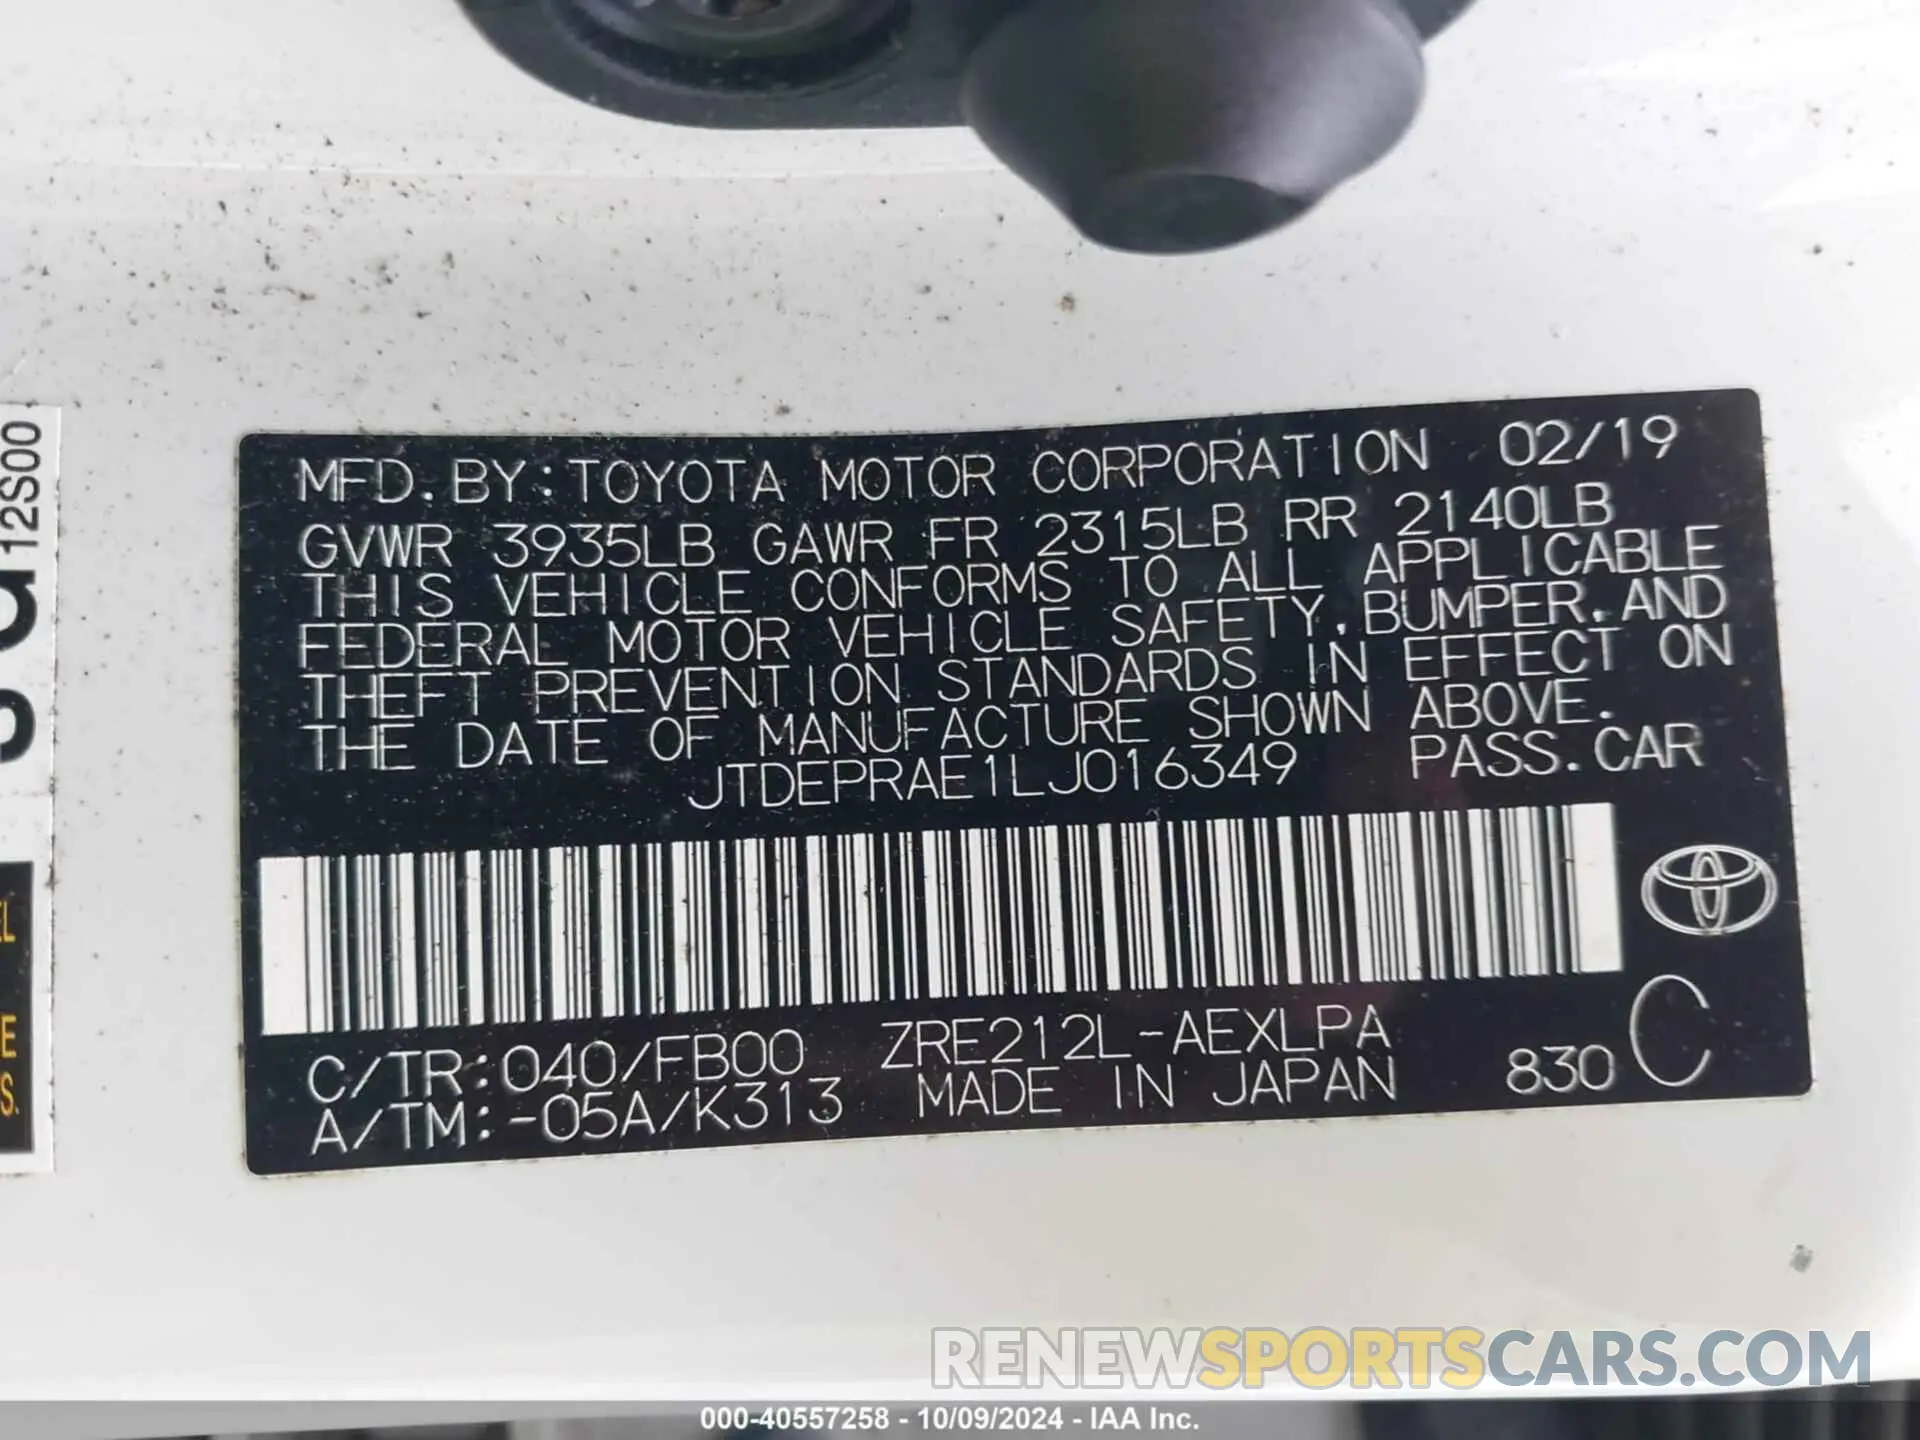 MFD.BY:TOYOTA MOTOR CORPORATION 02/19
GVWR 3935LB GAWR FR 2315LB RR 2140LB
THIS VEHICLE CONFORMS TO ALL APPLICABLE
FEDERAL MOTOR VEHICLE SAFETY,BUMPER,AND
THEFT PREVENTION STANDARDS IN EFFECT ON
THE DATE OF MANUFACTURE SHOWN ABOVE.
JTDEPRAE1LJ016349 PASS.CAR
C/TR:040/FB00 ZRE212L-AEXLPA
A/TM:-05A/K313 MADE IN JAPAN 830 C
12S00
EL
E
S.
RENEWSPORTSCARS.COM
000-40557258 - 10/09/2024 - IAA Inc.